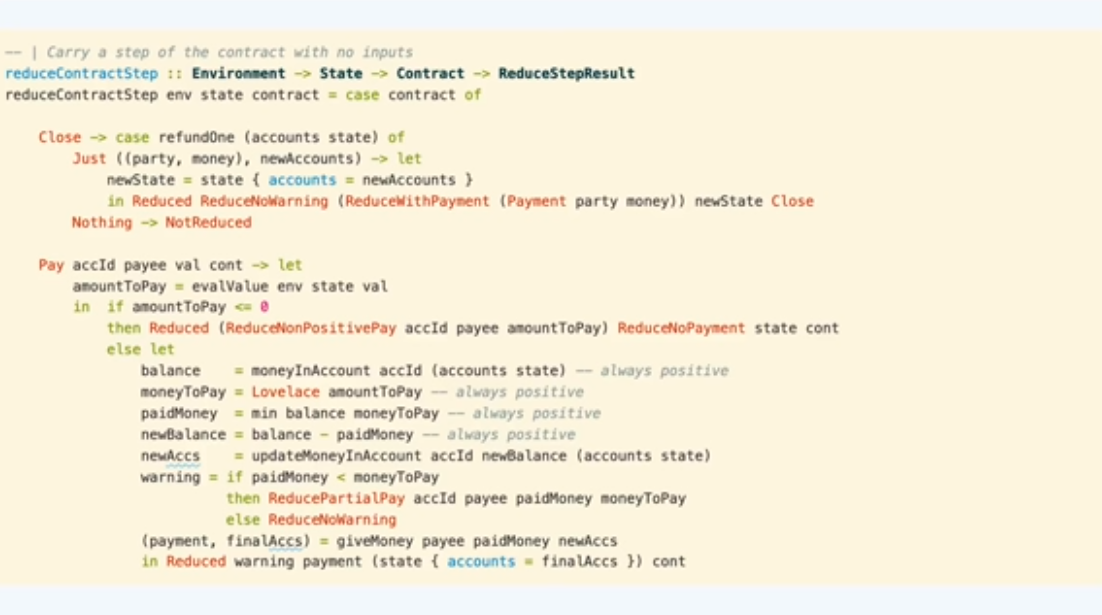 -- | Carry a step of the contract with no inputs
reduceContractStep :: Environment -> State -> Contract -> ReduceStepResult
reduceContractStep env state contract = case contract of
Close -> case refundOne (accounts state) of
Just ((party, money), newAccounts) -> let
newState = state { accounts = newAccounts }
in Reduced ReduceNoWarning (ReduceWithPayment (Payment party money)) newState Close
Nothing -> NotReduced
Pay accId payee val cont -> let
amountToPay = evalValue env state val
in if amountToPay <= 0
then Reduced (ReduceNonPositivePay accId payee amountToPay) ReduceNoPayment state cont
else let
balance = moneyInAccount accId (accounts state) -- always positive
moneyToPay = Lovelace amountToPay -- always positive
paidMoney = min balance moneyToPay -- always positive
newBalance = balance - paidMoney -- always positive
newAccs = updateMoneyInAccount accId newBalance (accounts state)
warning = if paidMoney < moneyToPay
then ReducePartialPay accId payee paidMoney moneyToPay
else ReduceNoWarning
(payment, finalAccs) = giveMoney payee paidMoney newAccs
in Reduced warning payment (state { accounts = finalAccs }) cont